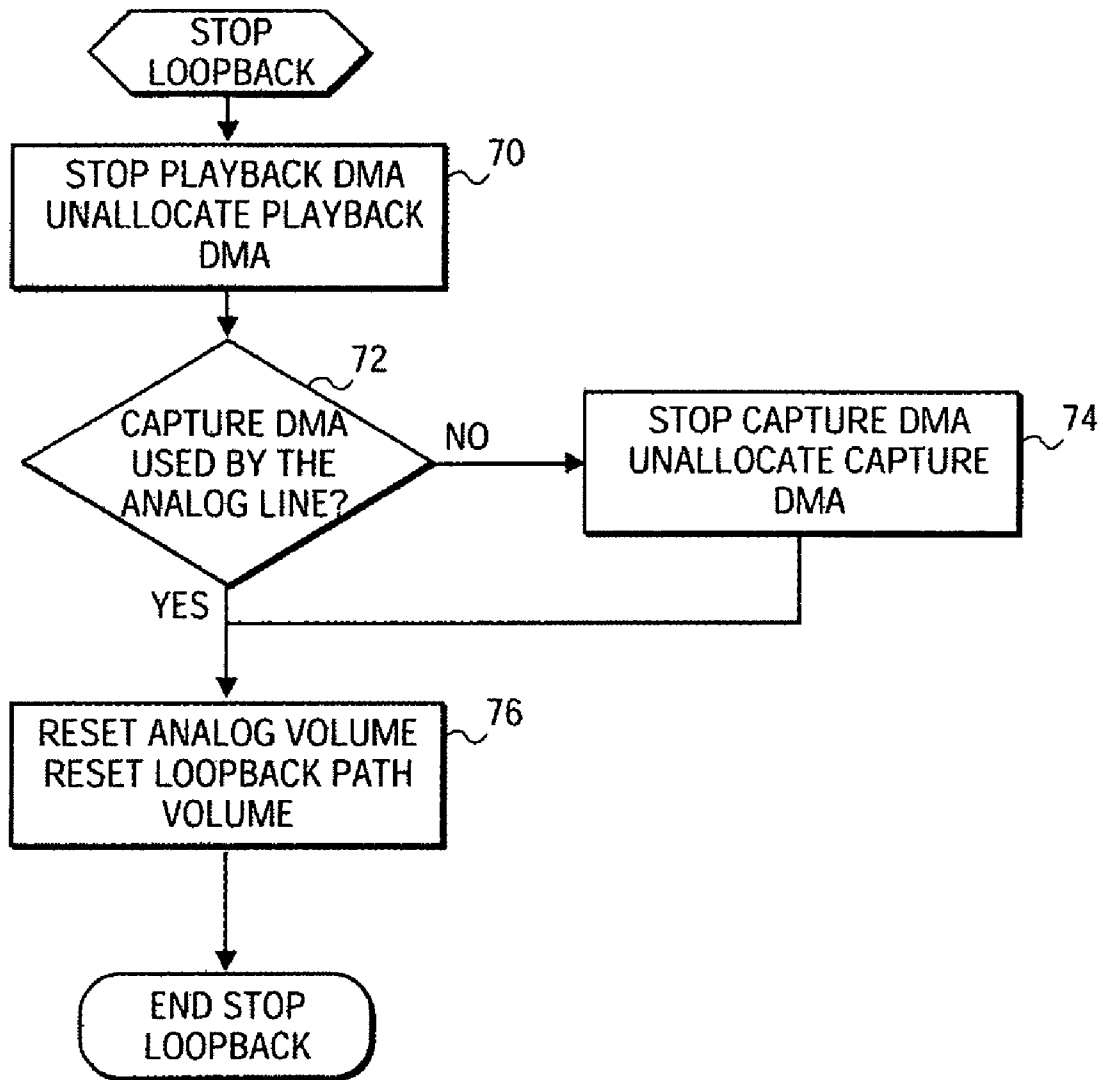 STOP
LOOPBACK
STOP PLAYBACK DMA
UNALLOCATE PLAYBACK
DMA
70
CAPTURE DMA
USED BY THE
ANALOG LINE?
72
NO
STOP CAPTURE DMA
UNALLOCATE CAPTURE
DMA
74
YES
RESET ANALOG VOLUME
RESET LOOPBACK PATH
VOLUME
76
END STOP
LOOPBACK